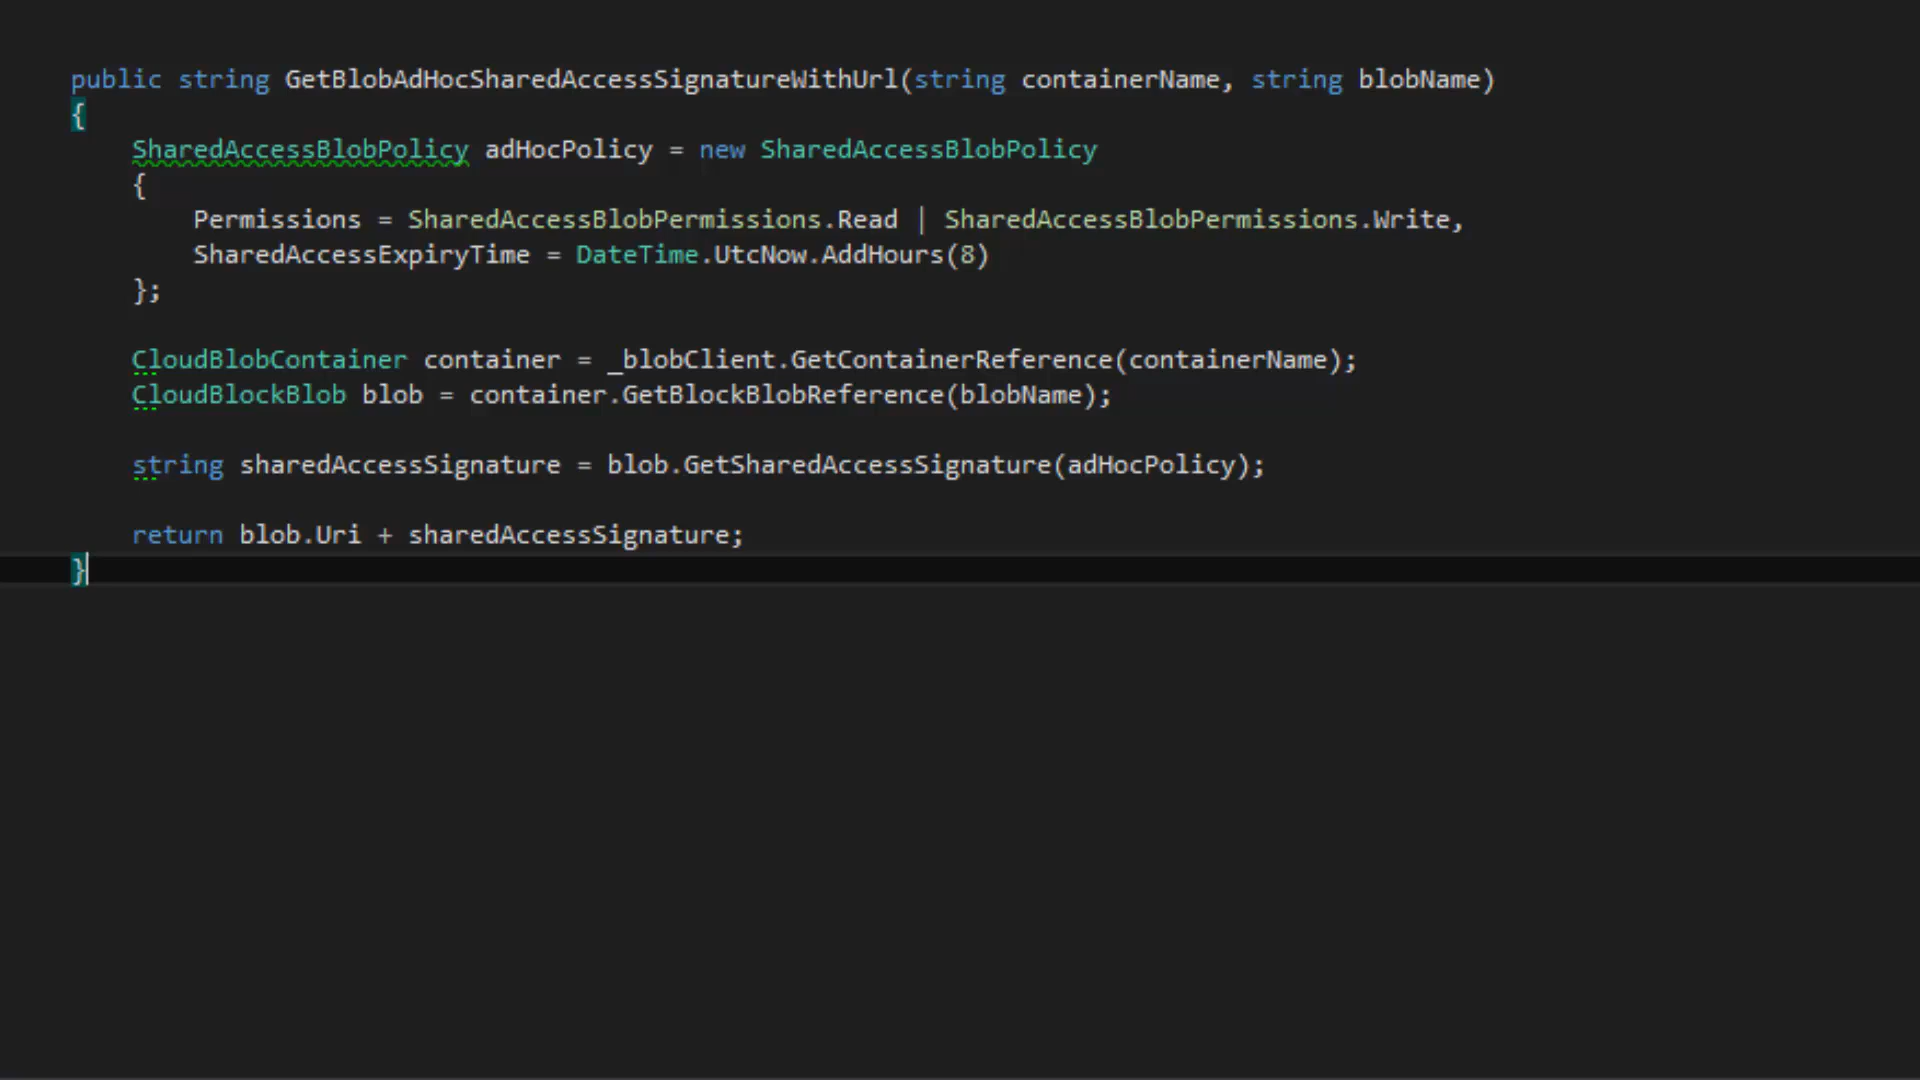 public string GetBlobAdHocSharedAccessSignatureWithUrl(string containerName, string blobName)
{
    SharedAccessBlobPolicy adHocPolicy = new SharedAccessBlobPolicy
    {
        Permissions = SharedAccessBlobPermissions.Read | SharedAccessBlobPermissions.Write,
        SharedAccessExpiryTime = DateTime.UtcNow.AddHours(8)
    };

    CloudBlobContainer container = _blobClient.GetContainerReference(containerName);
    CloudBlockBlob blob = container.GetBlockBlobReference(blobName);

    string sharedAccessSignature = blob.GetSharedAccessSignature(adHocPolicy);

    return blob.Uri + sharedAccessSignature;
}